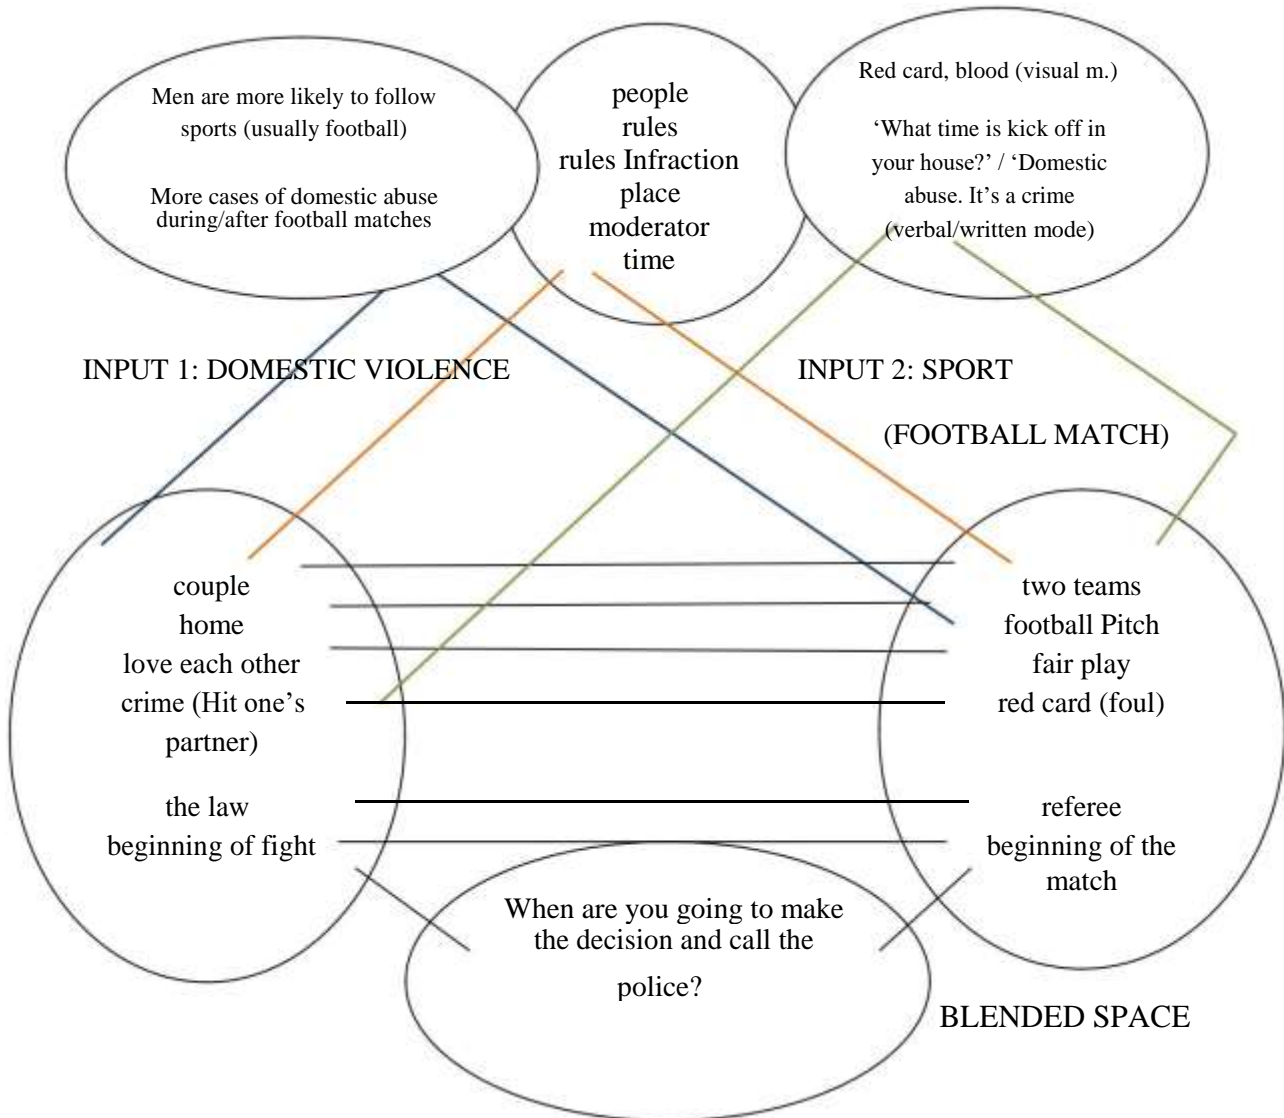 Men are more likely to follow
sports (usually football)
More cases of domestic abuse
during/after football matches
people
rules
rules Infraction
place
moderator
time
Red card, blood (visual m.)
‘What time is kick off in
your house?’ / ‘Domestic
abuse. It’s a crime
(verbal/written mode)
INPUT 1: DOMESTIC VIOLENCE
INPUT 2: SPORT
(FOOTBALL MATCH)
couple
home
love each other
crime (Hit one’s
partner)
the law
beginning of fight
two teams
football Pitch
fair play
red card (foul)
referee
beginning of the
match
When are you going to make
the decision and call the
police?
BLENDED SPACE